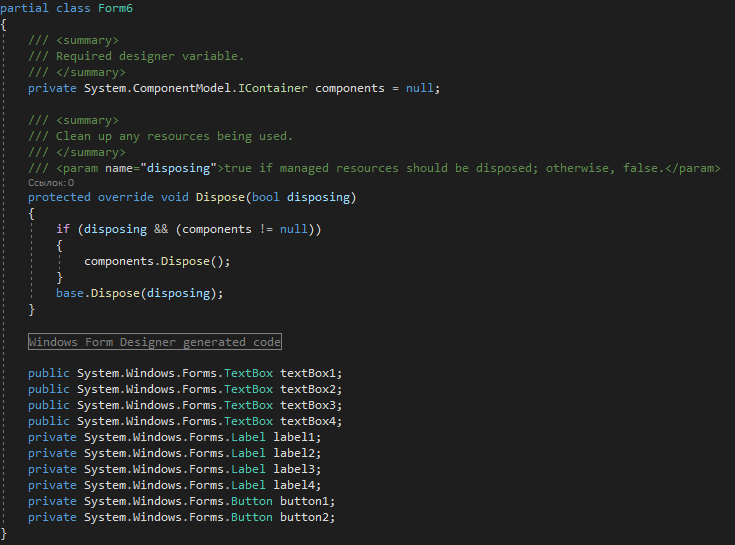 partial class Form6
{
/// <summary>
/// Required designer variable.
/// </summary>
private System.ComponentModel.IContainer components = null;
/// <summary>
/// Clean up any resources being used.
/// </summary>
/// <param name="disposing">true if managed resources should be disposed; otherwise, false.</param>
Ссылок: 0
protected override void Dispose(bool disposing)
{
if (disposing && (components != null))
{
components.Dispose();
}
base.Dispose(disposing);
}
Windows Form Designer generated code
public System.Windows.Forms.TextBox textBox1;
public System.Windows.Forms.TextBox textBox2;
public System.Windows.Forms.TextBox textBox3;
public System.Windows.Forms.TextBox textBox4;
private System.Windows.Forms.Label label1;
private System.Windows.Forms.Label label2;
private System.Windows.Forms.Label label3;
private System.Windows.Forms.Label label4;
private System.Windows.Forms.Button button1;
private System.Windows.Forms.Button button2;
}